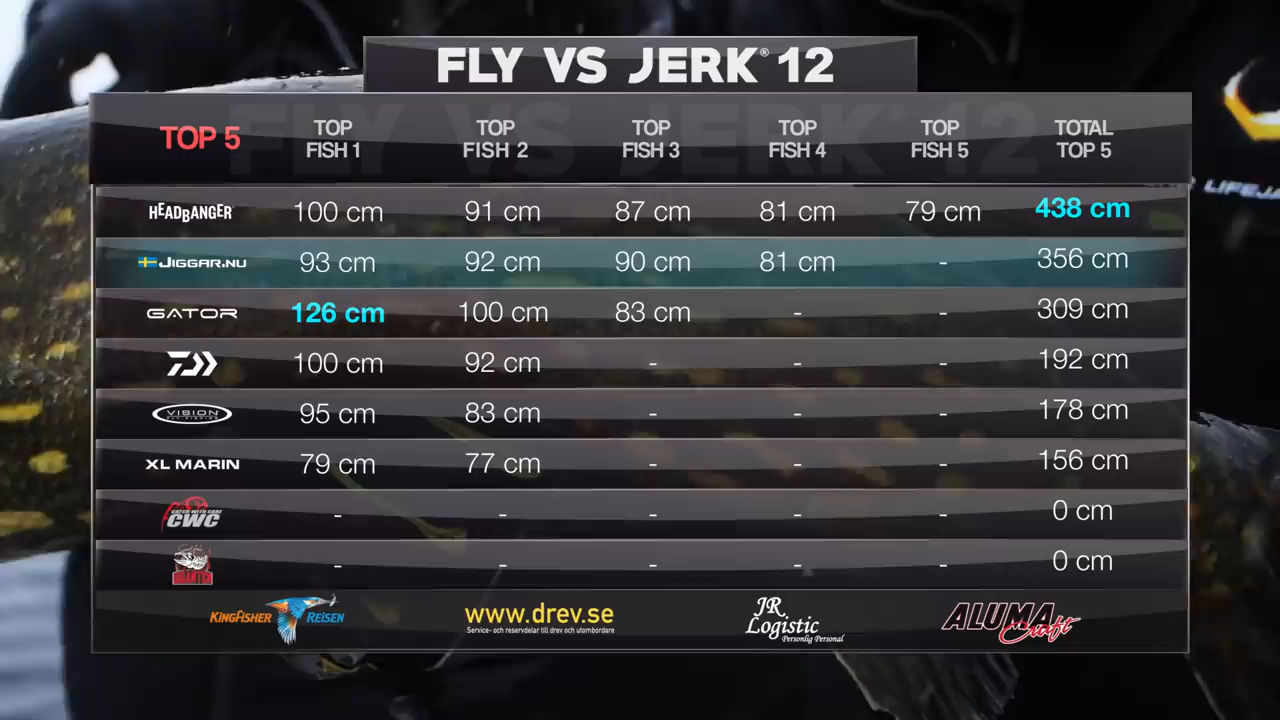 FLY VS JERK® 12
TOP 5 TOP FISH 1 TOP FISH 2 TOP FISH 3 TOP FISH 4 TOP FISH 5 TOTAL TOP 5
HEADBANGER 100 cm 91 cm 87 cm 81 cm 79 cm 438 cm
JIGGAR.NU 93 cm 92 cm 90 cm 81 cm - 356 cm
GATOR 126 cm 100 cm 83 cm - - 309 cm
100 cm 92 cm - - - 192 cm
VISION 95 cm 83 cm - - - 178 cm
XL MARIN 79 cm 77 cm - - - 156 cm
CATCH WITH CARE CWC - - - - - 0 cm
- - - - - 0 cm
KINGFISHER REISEN www.drev.se JR. Logistic ALUMA Craft
Service- och reservdelar till drev och utombordare Personlig Personal